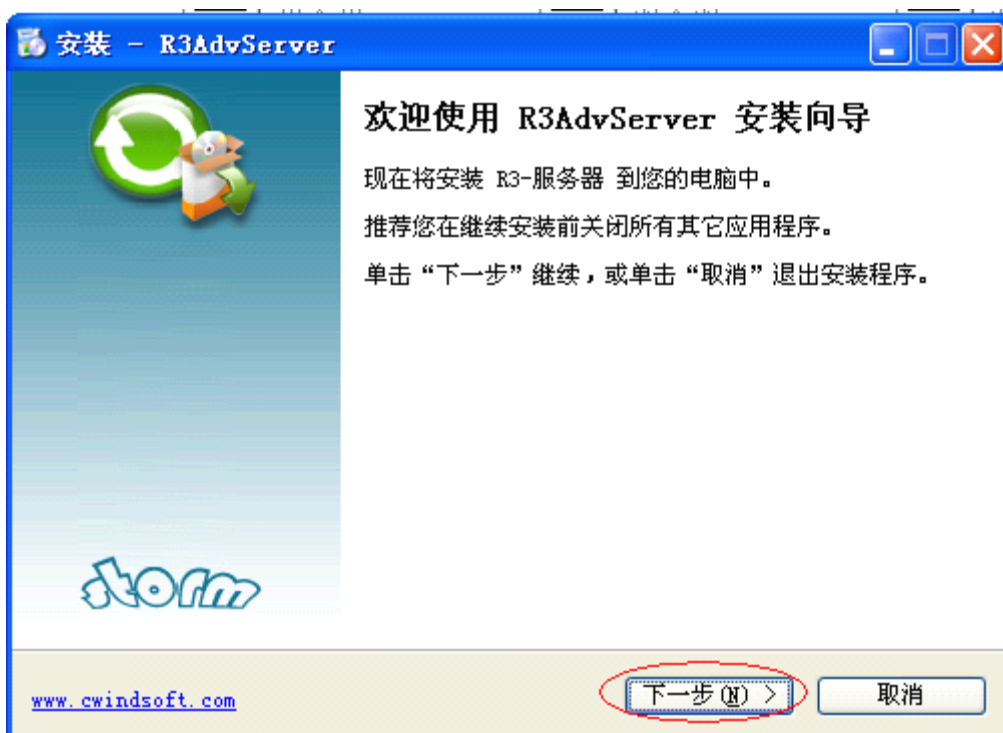 安装 - R3AdvServer
欢迎使用 R3AdvServer 安装向导
现在将安装 R3-服务器 到您的电脑中。
推荐您在继续安装前关闭所有其它应用程序。
单击“下一步”继续，或单击“取消”退出安装程序。
storm
www.cwindsoft.com
下一步(N) >
取消